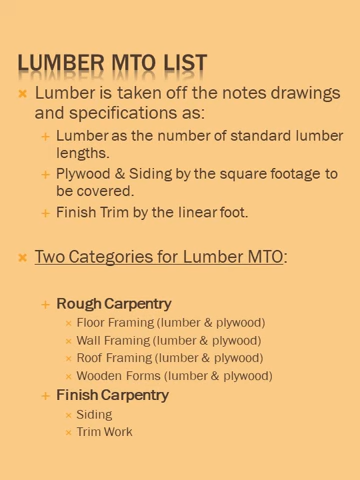 LUMBER MTO LIST
Lumber is taken off the notes drawings
and specifications as:
Lumber as the number of standard lumber
lengths.
Plywood & Siding by the square footage to
be covered.
Finish Trim by the linear foot.
Two Categories for Lumber MTO:
Rough Carpentry
Floor Framing (lumber & plywood)
Wall Framing (lumber & plywood)
Roof Framing (lumber & plywood)
Wooden Forms (lumber & plywood)
Finish Carpentry
Siding
Trim Work